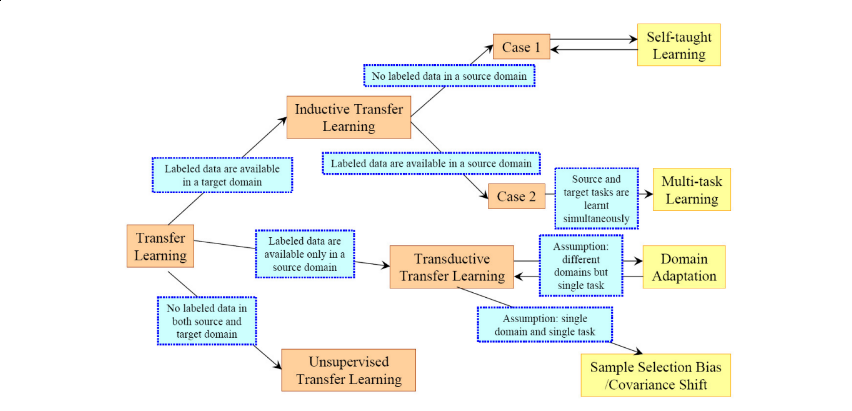 Case 1
Self-taught
Learning
No labeled data in a source domain
Inductive Transfer
Learning
Labeled data are available
in a target domain
Labeled data are available in a source domain
Case 2
Source and
target tasks are
learnt
simultaneously
Multi-task
Learning
Transfer
Learning
Labeled data are
available only in a
source domain
Transductive
Transfer Learning
Assumption:
different
domains but
single task
Domain
Adaptation
No labeled data in
both source and
target domain
Assumption: single
domain and single task
Unsupervised
Transfer Learning
Sample Selection Bias
/Covariance Shift